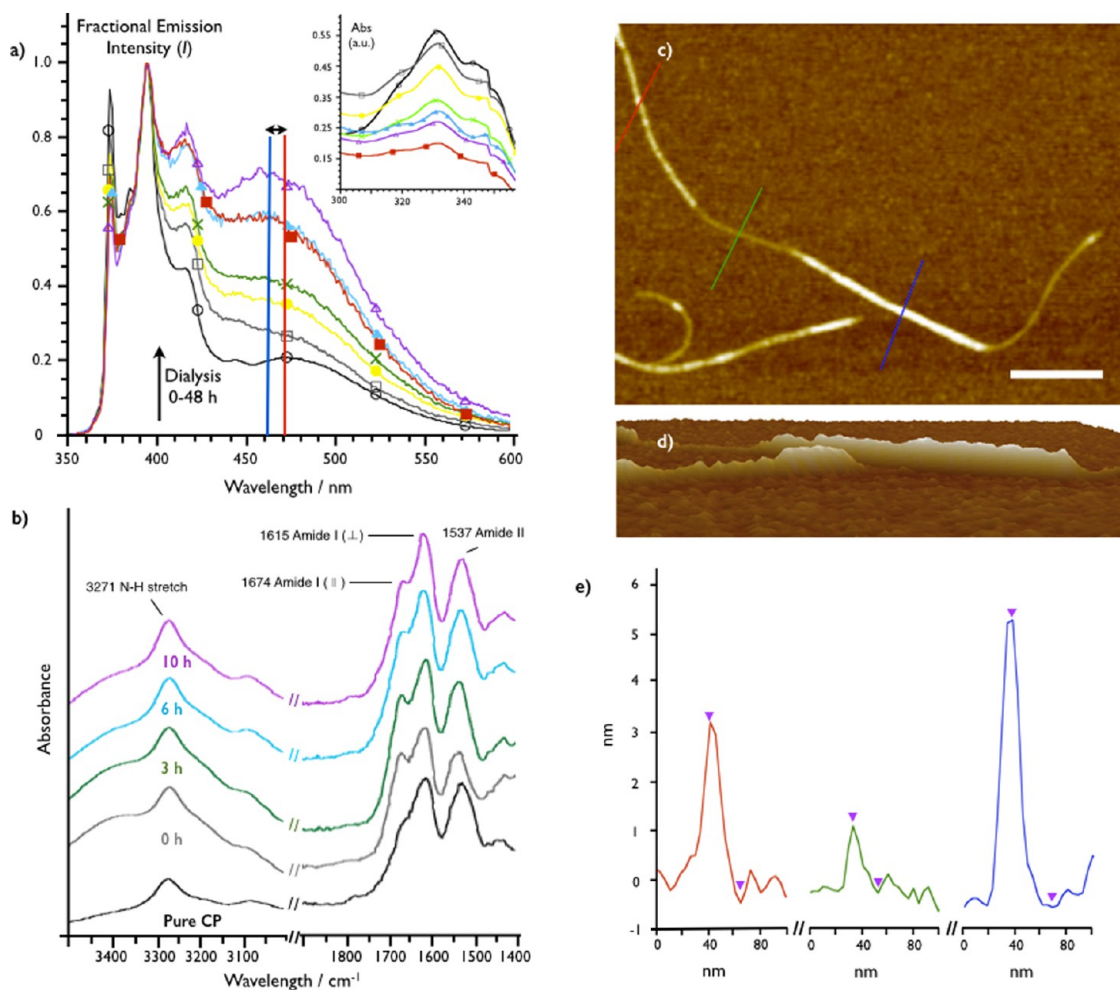 a)
Fractional Emission
Intensity (I)
1.0
0.8
0.6
0.4
0.2
0
Dialysis
0-48 h
350
400
450
500
550
600
Wavelength / nm
Abs
(a.u.)
0.55
0.45
0.35
0.25
0.15
300
320
340
b)
1615 Amide I (⊥)
1537 Amide II
3271 N-H stretch
1674 Amide I (||)
10 h
6 h
3 h
0 h
Pure CP
Absorbance
//
//
//
//
//
//
3400
3300
3200
3100
1800
1700
1600
1500
1400
Wavelength / cm⁻¹
c)
d)
e)
6
5
4
3
2
1
0
-1
nm
0
40
80
//
0
40
80
//
0
40
80
nm
nm
nm